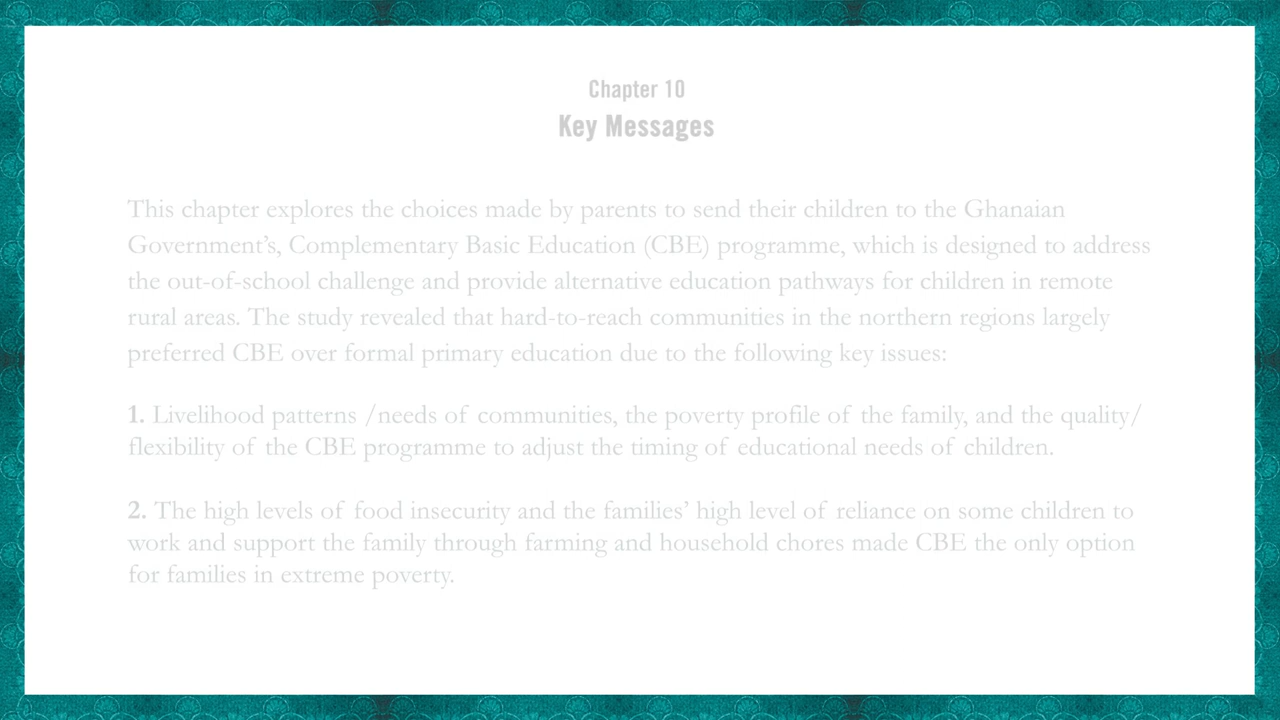 Chapter 10
Key Messages
This chapter explores the choices made by parents to send their children to the Ghanaian
Government’s, Complementary Basic Education (CBE) programme, which is designed to address
the out-of-school challenge and provide alternative education pathways for children in remote
rural areas. The study revealed that hard-to-reach communities in the northern regions largely
preferred CBE over formal primary education due to the following key issues:
1. Livelihood patterns /needs of communities, the poverty profile of the family, and the quality/
flexibility of the CBE programme to adjust the timing of educational needs of children.
2. The high levels of food insecurity and the families’ high level of reliance on some children to
work and support the family through farming and household chores made CBE the only option
for families in extreme poverty.